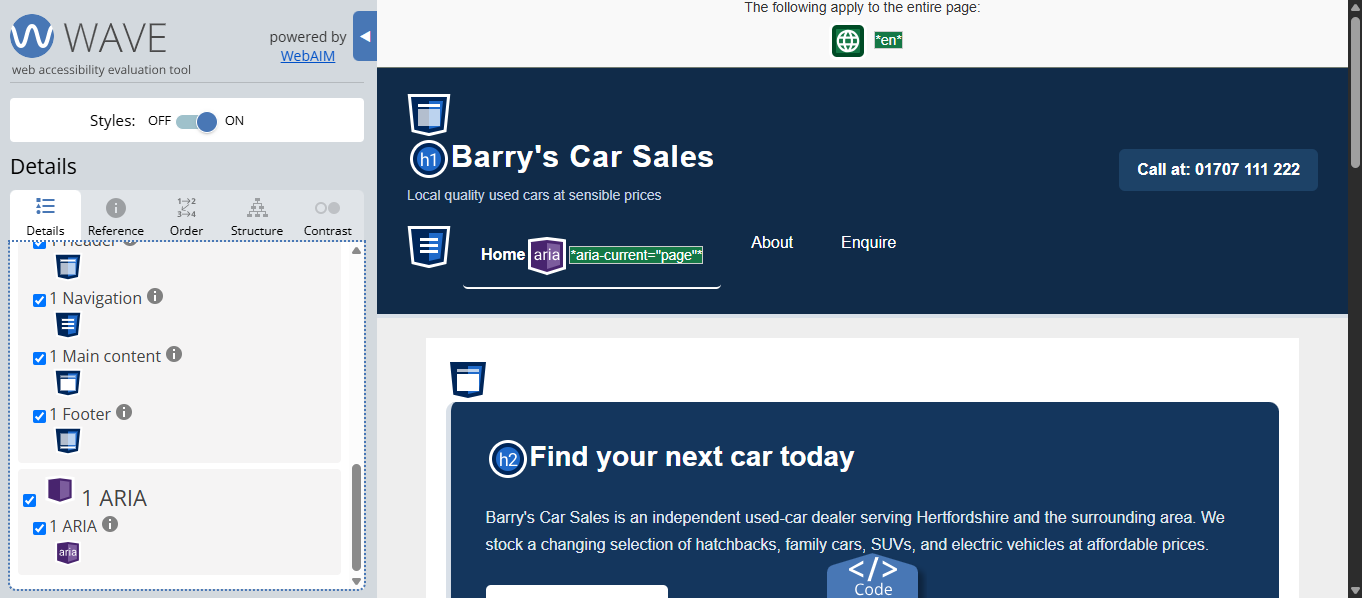 WAVE
powered by
WebAIM
web accessibility evaluation tool
Styles: OFF ON
Details
Details Reference Order Structure Contrast
1 Header
1 Navigation
1 Main content
1 Footer
1 ARIA
1 ARIA
aria
The following apply to the entire page:
*en*
h1 Barry's Car Sales
Local quality used cars at sensible prices
Call at: 01707 111 222
Home aria *aria-current="page"* About Enquire
h2 Find your next car today
Barry's Car Sales is an independent used-car dealer serving Hertfordshire and the surrounding area. We
stock a changing selection of hatchbacks, family cars, SUVs, and electric vehicles at affordable prices.
</>
Code